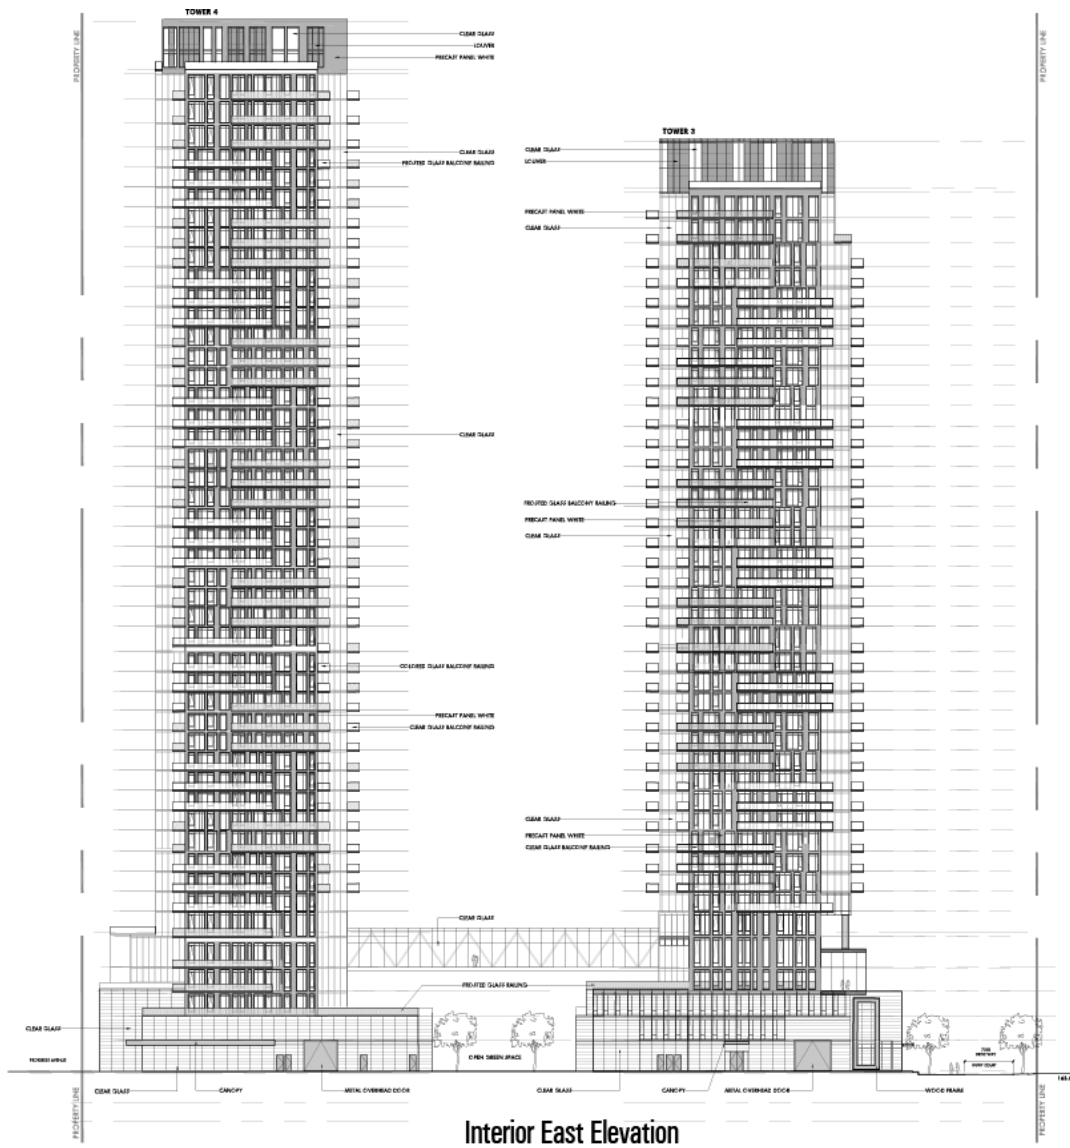 TOWER 4
PROPERTY LINE
PROPERTY LINE
CLEAR GLASS
LOUVER
PRECAST PANEL WHITE
TOWER 3
CLEAR GLASS
LOUVER
CLEAR GLASS
FROSTED GLASS BALCONY RAILING
PRECAST PANEL WHITE
CLEAR GLASS
CLEAR GLASS
FROSTED GLASS BALCONY RAILING
PRECAST PANEL WHITE
CLEAR GLASS
COLORED GLASS BALCONY RAILING
PRECAST PANEL WHITE
CLEAR GLASS BALCONY RAILING
CLEAR GLASS
PRECAST PANEL WHITE
CLEAR GLASS BALCONY RAILING
CLEAR GLASS
FROSTED GLASS RAILING
CLEAR GLASS
PROGRESS AVENUE
OPEN GREEN SPACE
CLEAR GLASS
CANOPY
METAL OVERHEAD DOOR
CLEAR GLASS
CANOPY
METAL OVERHEAD DOOR
WOOD FRAME
PROPERTY LINE
PROPERTY LINE
Interior East Elevation